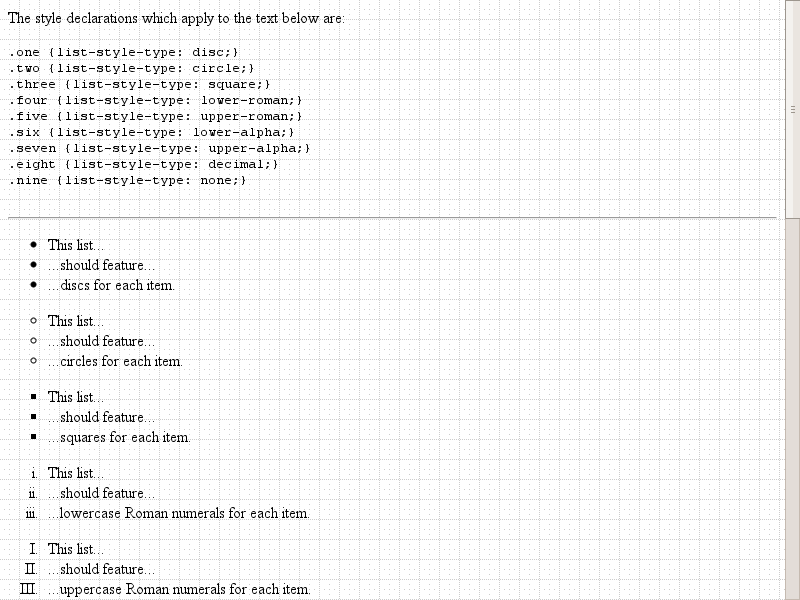 The style declarations which apply to the text below are:
.one {list-style-type: disc;}
.two {list-style-type: circle;}
.three {list-style-type: square;}
.four {list-style-type: lower-roman;}
.five {list-style-type: upper-roman;}
.six {list-style-type: lower-alpha;}
.seven {list-style-type: upper-alpha;}
.eight {list-style-type: decimal;}
.nine {list-style-type: none;}
• This list...
• ...should feature...
• ...discs for each item.
◦ This list...
◦ ...should feature...
◦ ...circles for each item.
▪ This list...
▪ ...should feature...
▪ ...squares for each item.
i. This list...
ii. ...should feature...
iii. ...lowercase Roman numerals for each item.
I. This list...
II. ...should feature...
III. ...uppercase Roman numerals for each item.